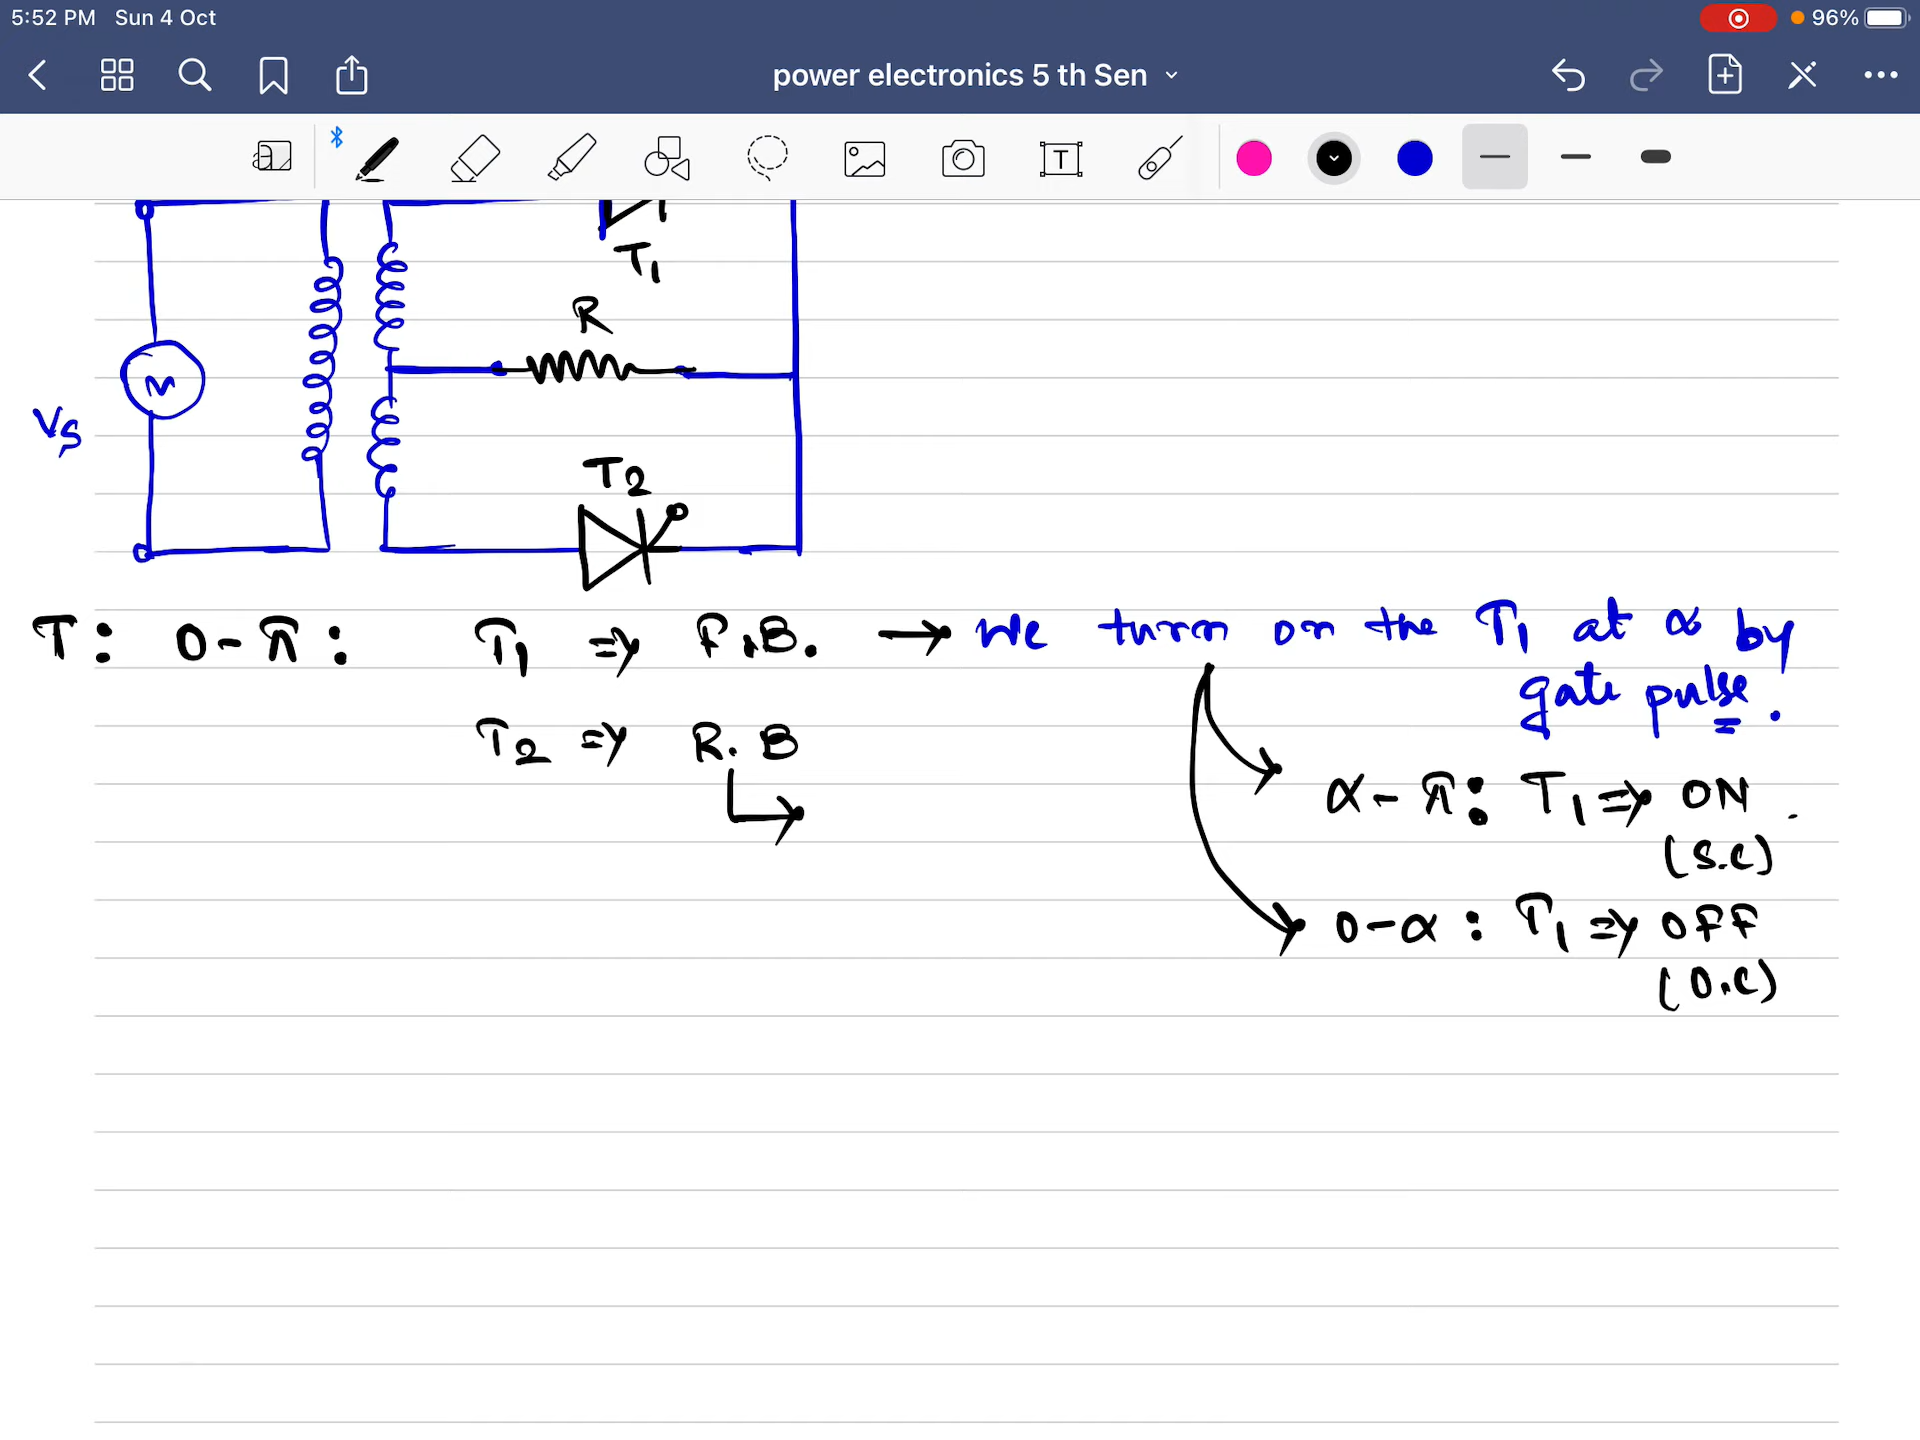 5:52 PM Sun 4 Oct
96%
power electronics 5 th Sen
T
T1
R
Vs
T2
T: 0-π: T1 => F.B. → We turn on the T1 at α by
gate pulse.
T2 => R.B
α-π: T1 => ON
(S.C)
0-α: T1 => OFF
(O.C)